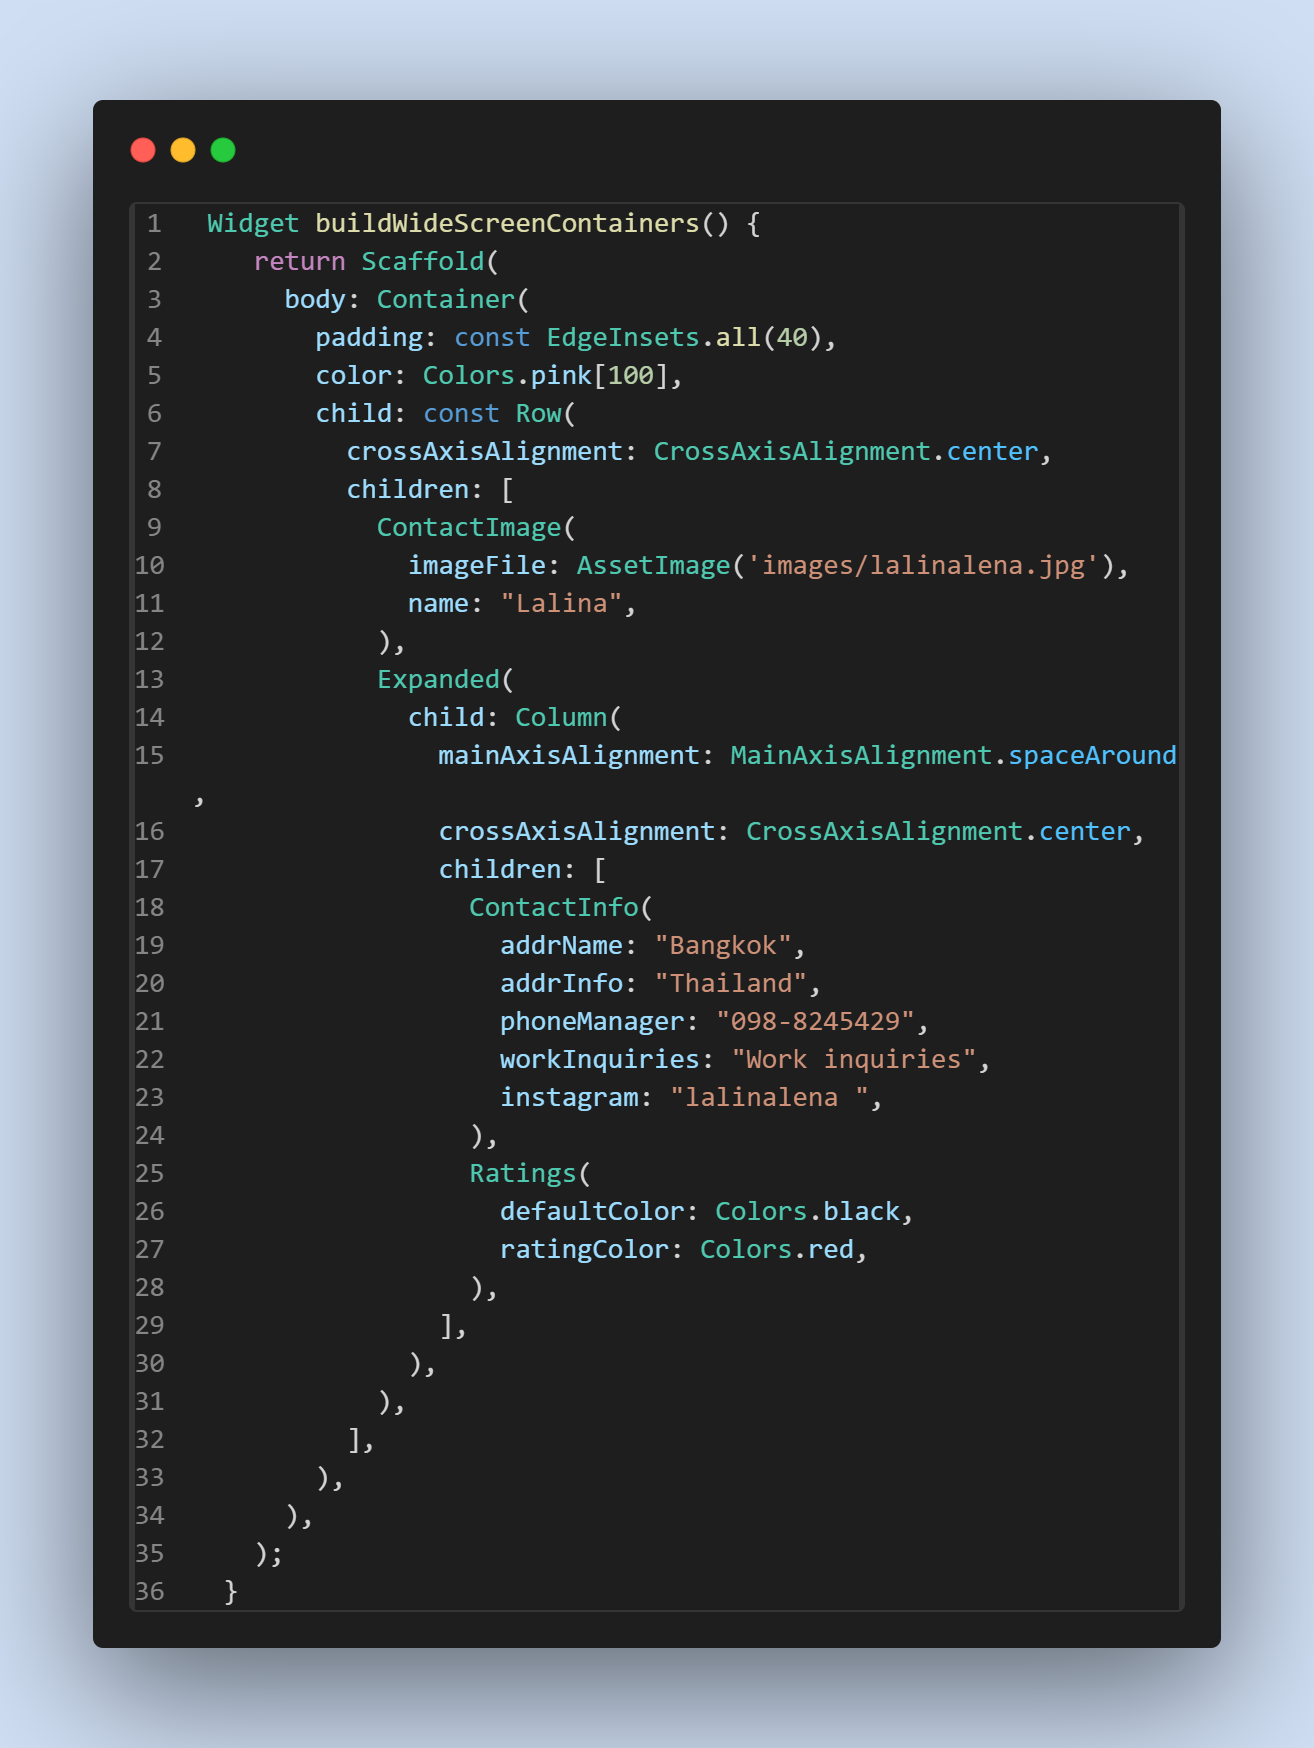 1 Widget buildWideScreenContainers() {
2 return Scaffold(
3 body: Container(
4 padding: const EdgeInsets.all(40),
5 color: Colors.pink[100],
6 child: const Row(
7 crossAxisAlignment: CrossAxisAlignment.center,
8 children: [
9 ContactImage(
10 imageFile: AssetImage('images/lalinalena.jpg'),
11 name: "Lalina",
12 ),
13 Expanded(
14 child: Column(
15 mainAxisAlignment: MainAxisAlignment.spaceAround
,
16 crossAxisAlignment: CrossAxisAlignment.center,
17 children: [
18 ContactInfo(
19 addrName: "Bangkok",
20 addrInfo: "Thailand",
21 phoneManager: "098-8245429",
22 workInquiries: "Work inquiries",
23 instagram: "lalinalena ",
24 ),
25 Ratings(
26 defaultColor: Colors.black,
27 ratingColor: Colors.red,
28 ),
29 ],
30 ),
31 ),
32 ],
33 ),
34 ),
35 );
36 }